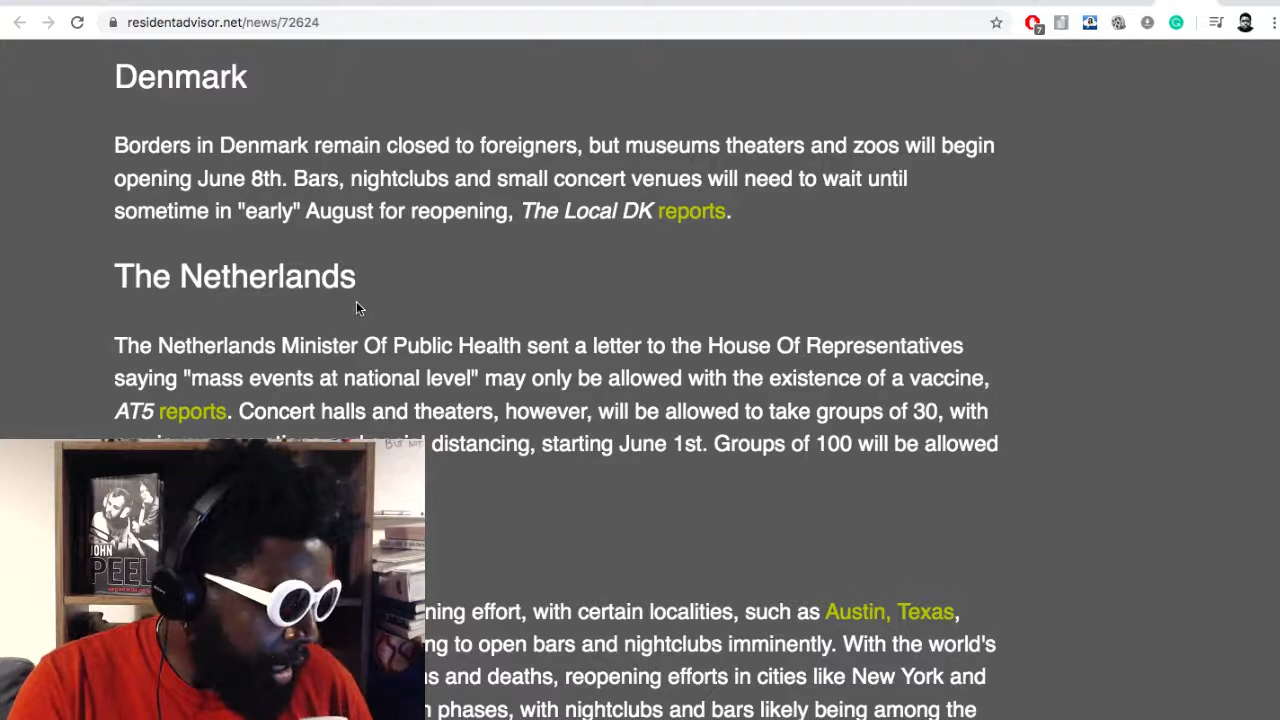 residentadvisor.net/news/72624
7
Denmark
Borders in Denmark remain closed to foreigners, but museums theaters and zoos will begin
opening June 8th. Bars, nightclubs and small concert venues will need to wait until
sometime in "early" August for reopening, The Local DK reports.
The Netherlands
The Netherlands Minister Of Public Health sent a letter to the House Of Representatives
saying "mass events at national level" may only be allowed with the existence of a vaccine,
AT5 reports. Concert halls and theaters, however, will be allowed to take groups of 30, with
distancing, starting June 1st. Groups of 100 will be allowed
BUT NOT
JOHN
PEEL
ning effort, with certain localities, such as Austin, Texas,
ng to open bars and nightclubs imminently. With the world's
s and deaths, reopening efforts in cities like New York and
phases, with nightclubs and bars likely being among the